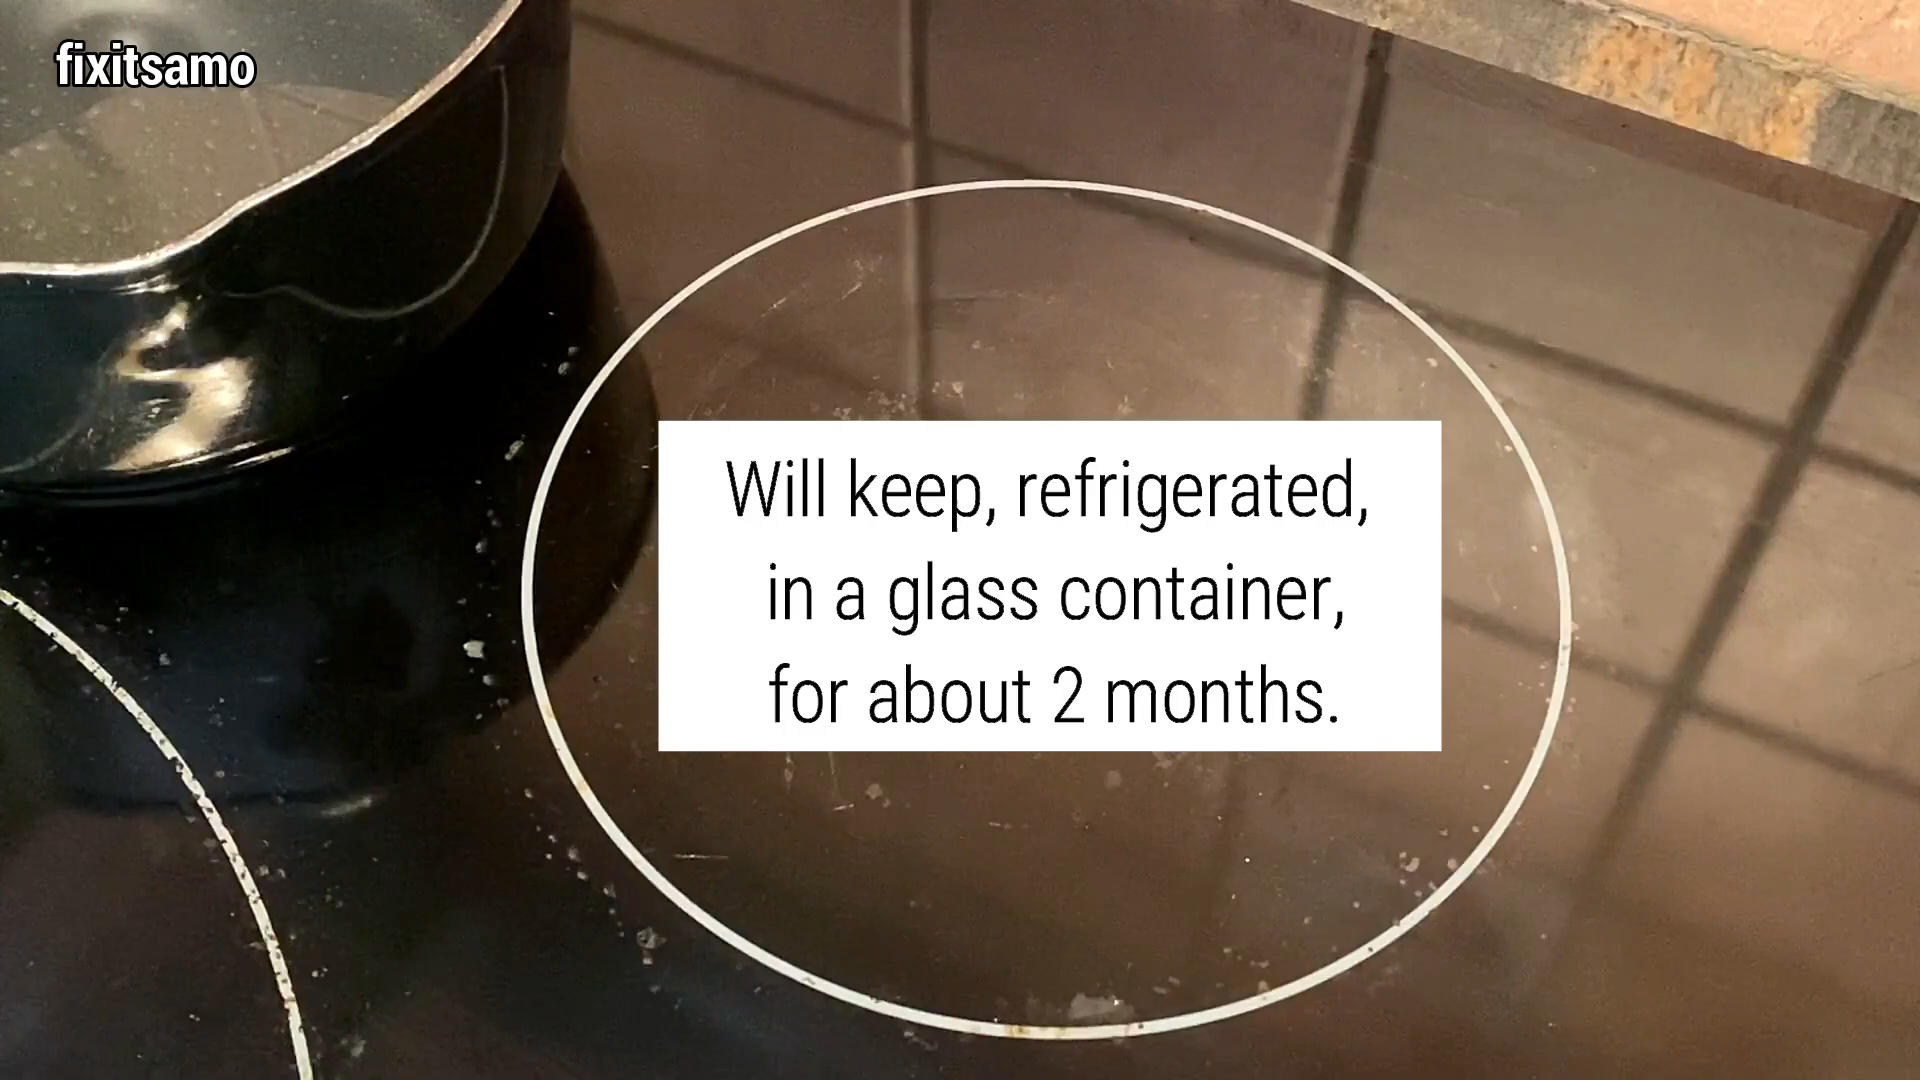 fixitsamo
Will keep, refrigerated,
in a glass container,
for about 2 months.